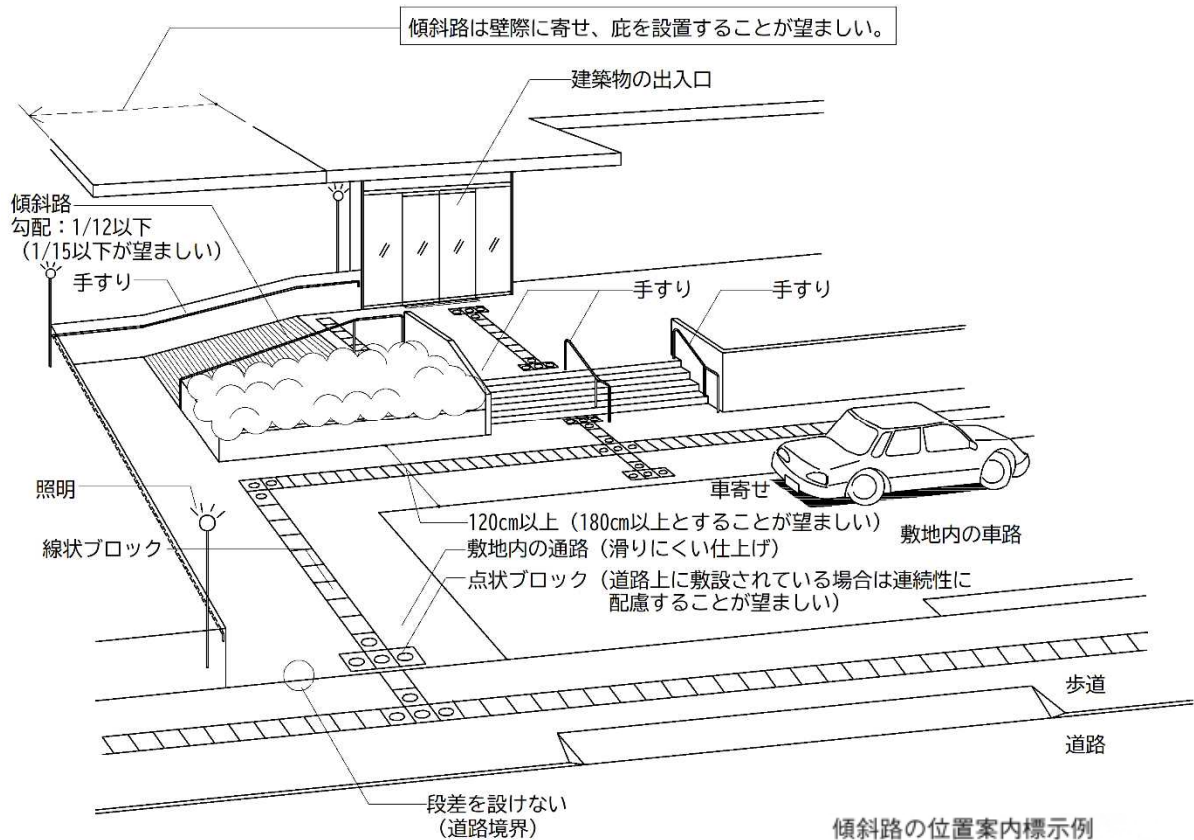 傾斜路は壁際に寄せ、庇を設置することが望ましい。
建築物の出入口
傾斜路
勾配：1/12以下
（1/15以下が望ましい）
手すり
手すり
手すり
照明
線状ブロック
車寄せ
120cm以上（180cm以上とすることが望ましい）
敷地内の車路
敷地内の通路（滑りにくい仕上げ）
点状ブロック（道路上に敷設されている場合は連続性に
配慮することが望ましい）
歩道
道路
段差を設けない
（道路境界）
傾斜路の位置案内標示例